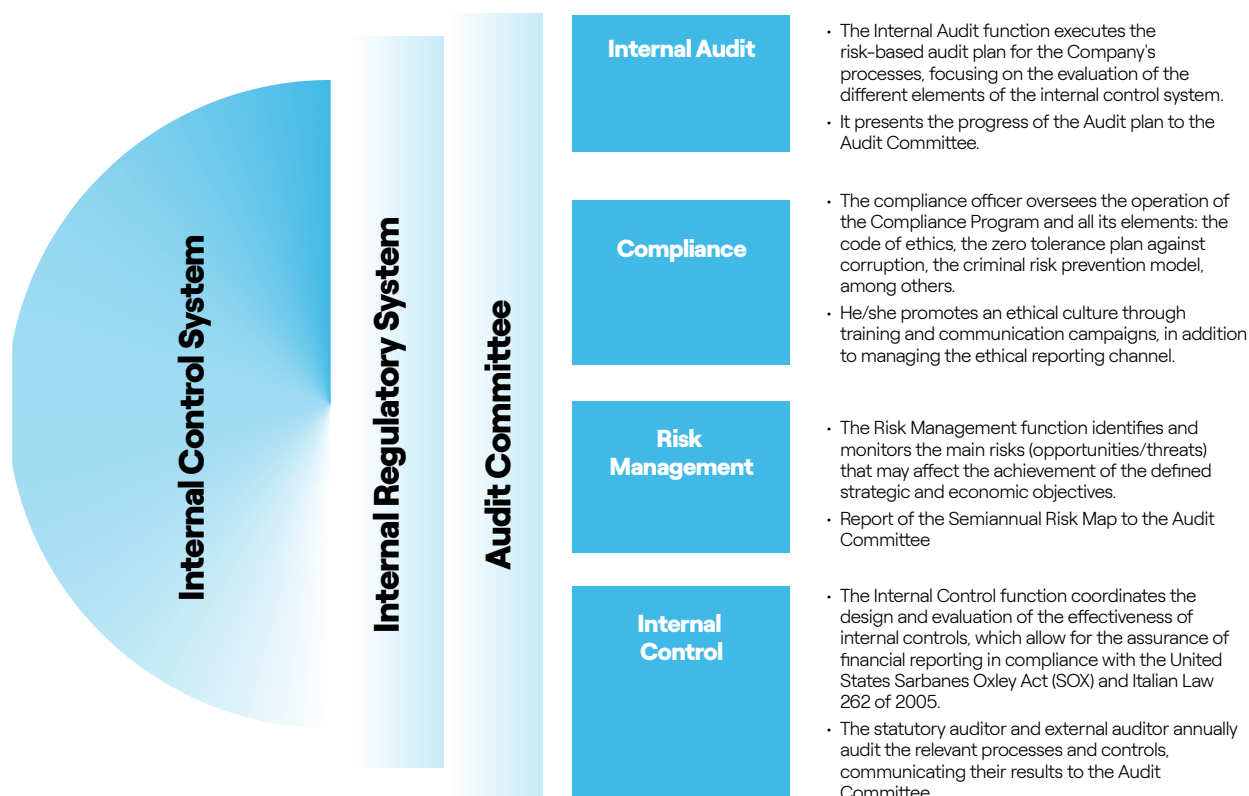 Internal Control System
Internal Regulatory System
Audit Committee
Internal Audit
• The Internal Audit function executes the
risk-based audit plan for the Company's
processes, focusing on the evaluation of the
different elements of the internal control system.
• It presents the progress of the Audit plan to the
Audit Committee.
Compliance
• The compliance officer oversees the operation of
the Compliance Program and all its elements: the
code of ethics, the zero tolerance plan against
corruption, the criminal risk prevention model,
among others.
• He/she promotes an ethical culture through
training and communication campaigns, in addition
to managing the ethical reporting channel.
Risk
Management
• The Risk Management function identifies and
monitors the main risks (opportunities/threats)
that may affect the achievement of the defined
strategic and economic objectives.
• Report of the Semiannual Risk Map to the Audit
Committee
Internal
Control
• The Internal Control function coordinates the
design and evaluation of the effectiveness of
internal controls, which allow for the assurance of
financial reporting in compliance with the United
States Sarbanes Oxley Act (SOX) and Italian Law
262 of 2005.
• The statutory auditor and external auditor annually
audit the relevant processes and controls,
communicating their results to the Audit
Committee